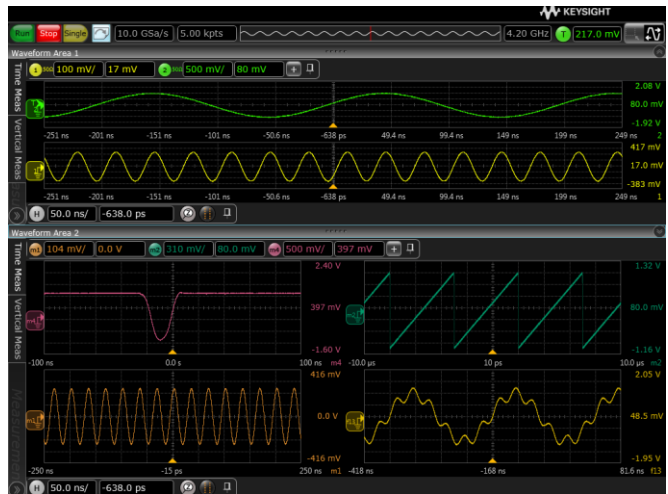 KEYSIGHT
Run Stop Single 10.0 GSa/s 5.00 kpts 4.20 GHz T 217.0 mV
Waveform Area 1
Time Meas
Vertical Meas
1 100 mV/ 17 mV 2 500 mV/ 80 mV +
2.08 V
80.0 mV
-1.92 V
-251 ns -201 ns -151 ns -101 ns -50.6 ns -638 ps 49.4 ns 99.4 ns 149 ns 199 ns 249 ns 2
417 mV
17.0 mV
-383 mV
-251 ns -201 ns -151 ns -101 ns -50.6 ns -638 ps 49.4 ns 99.4 ns 149 ns 199 ns 249 ns 1
H 50.0 ns/ -638.0 ps
Waveform Area 2
Time Meas
Vertical Meas
m1 104 mV/ 0.0 V m2 310 mV/ 80.0 mV m4 500 mV/ 397 mV +
2.40 V
397 mV
-1.60 V
-100 ns 0.0 s 100 ns m4
1.32 V
80.0 mV
-1.16 V
-10.0 µs 10 ps 10.0 µs m2
416 mV
0.0 V
-416 mV
-250 ns -15 ps 250 ns m1
2.05 V
48.5 mV
-1.95 V
-418 ns -168 ns 81.6 ns f13
H 50.0 ns/ -638.0 ps